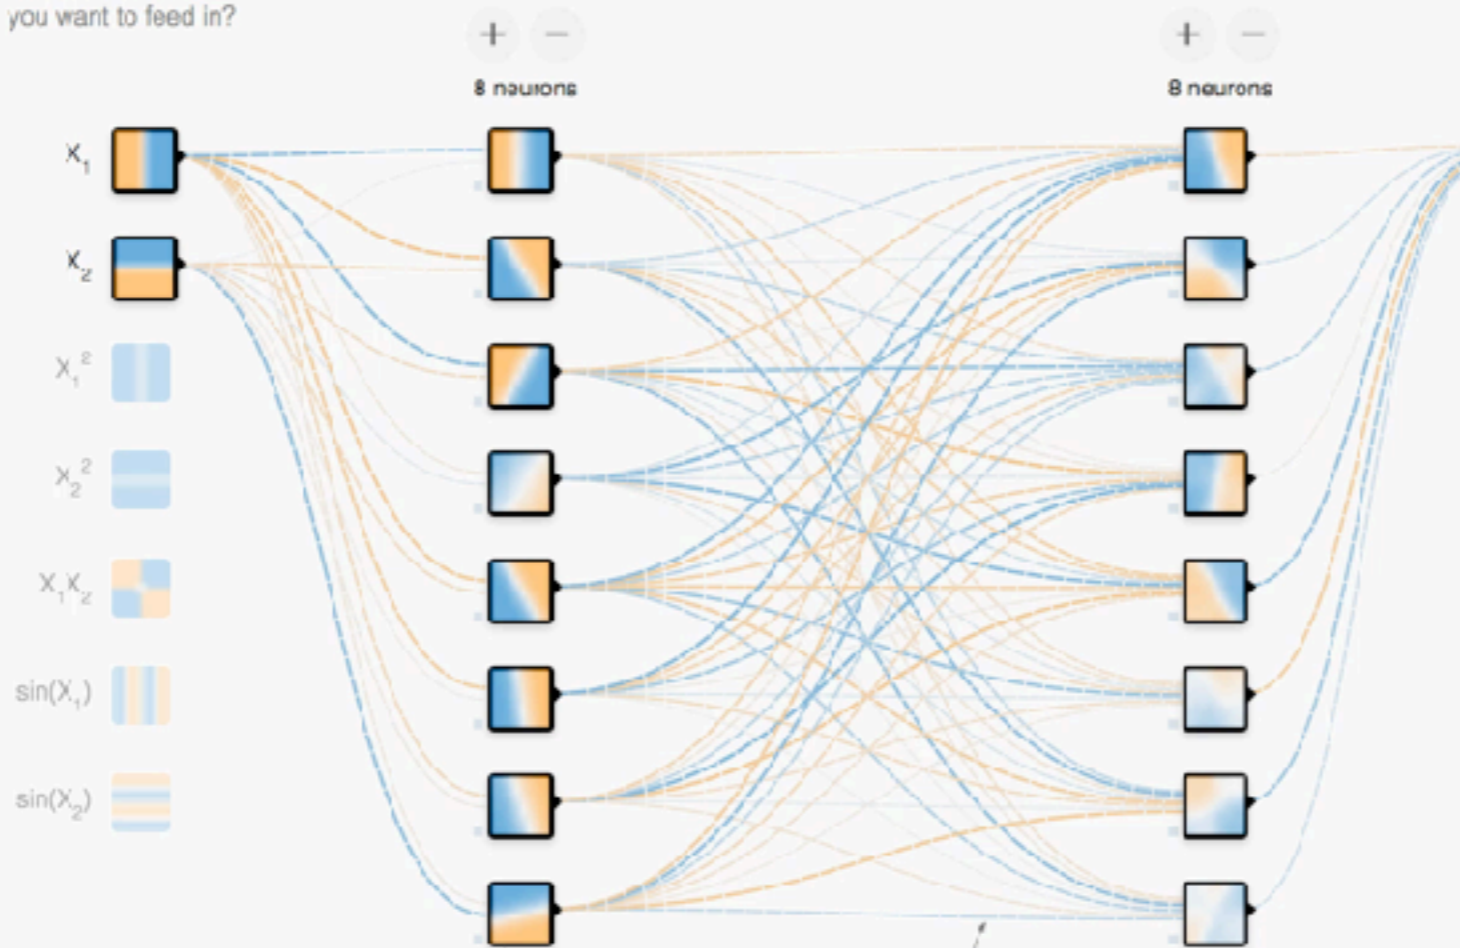 you want to feed in?
+ −
+ −
8 neurons
8 neurons
X₁
X₂
X₁²
X₂²
X₁X₂
sin(X₁)
sin(X₂)